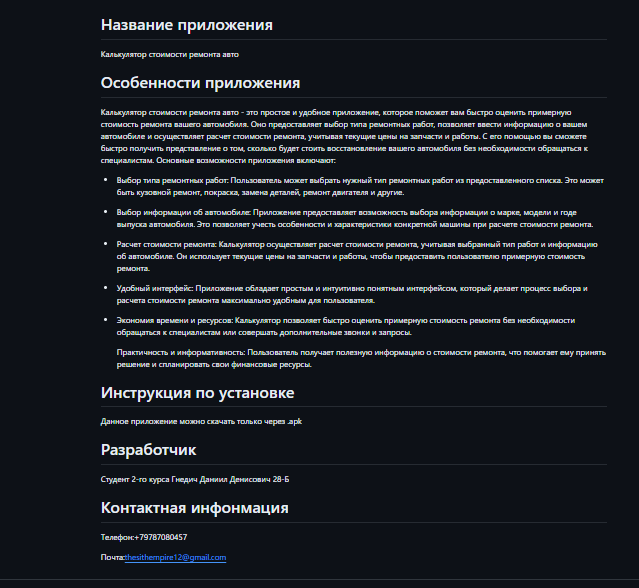 Название приложения
Калькулятор стоимости ремонта авто
Особенности приложения
Калькулятор стоимости ремонта авто - это простое и удобное приложение, которое поможет вам быстро оценить примерную
стоимость ремонта вашего автомобиля. Оно предоставляет выбор типа ремонтных работ, позволяет ввести информацию о вашем
автомобиле и осуществляет расчет стоимости ремонта, учитывая текущие цены на запчасти и работы. С его помощью вы сможете
быстро получить представление о том, сколько будет стоить восстановление вашего автомобиля без необходимости обращаться к
специалистам. Основные возможности приложения включают:
• Выбор типа ремонтных работ: Пользователь может выбрать нужный тип ремонтных работ из предоставленного списка. Это может
быть кузовной ремонт, покраска, замена деталей, ремонт двигателя и другие.
• Выбор информации об автомобиле: Приложение предоставляет возможность выбора информации о марке, модели и годе
выпуска автомобиля. Это позволяет учесть особенности и характеристики конкретной машины при расчете стоимости ремонта.
• Расчет стоимости ремонта: Калькулятор осуществляет расчет стоимости ремонта, учитывая выбранный тип работ и информацию
об автомобиле. Он использует текущие цены на запчасти и работы, чтобы предоставить пользователю примерную стоимость
ремонта.
• Удобный интерфейс: Приложение обладает простым и интуитивно понятным интерфейсом, который делает процесс выбора и
расчета стоимости ремонта максимально удобным для пользователя.
• Экономия времени и ресурсов: Калькулятор позволяет быстро оценить примерную стоимость ремонта без необходимости
обращаться к специалистам или совершать дополнительные звонки и запросы.
Практичность и информативность: Пользователь получает полезную информацию о стоимости ремонта, что помогает ему принять
решение и спланировать свои финансовые ресурсы.
Инструкция по установке
Данное приложение можно скачать только через .apk
Разработчик
Студент 2-го курса Гнедич Даниил Денисович 28-Б
Контактная информация
Телефон:+79787080457
Почта:thesithempire12@gmail.com